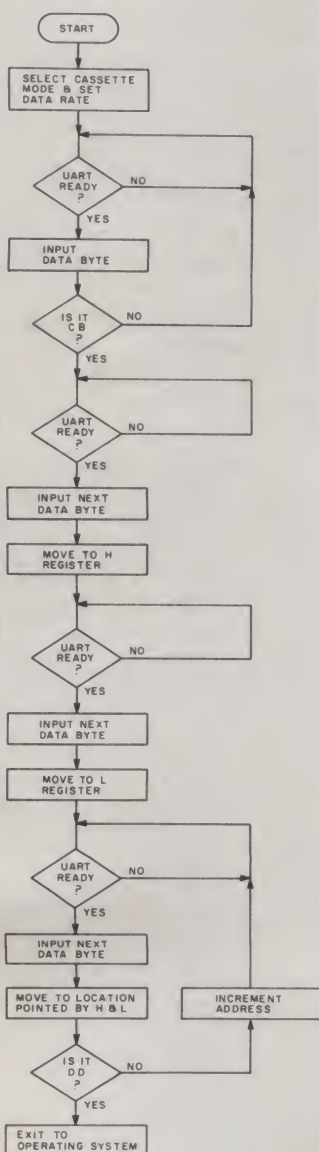 START
SELECT CASSETTE
MODE & SET
DATA RATE
UART
READY
?
NO
YES
INPUT
DATA BYTE
IS IT
CB
?
NO
YES
UART
READY
?
NO
YES
INPUT NEXT
DATA BYTE
MOVE TO H
REGISTER
UART
READY
?
NO
YES
INPUT NEXT
DATA BYTE
MOVE TO L
REGISTER
UART
READY
?
NO
YES
INPUT NEXT
DATA BYTE
MOVE TO LOCATION
POINTED BY H & L
INCREMENT
ADDRESS
IS IT
DD
?
NO
YES
EXIT TO
OPERATING SYSTEM